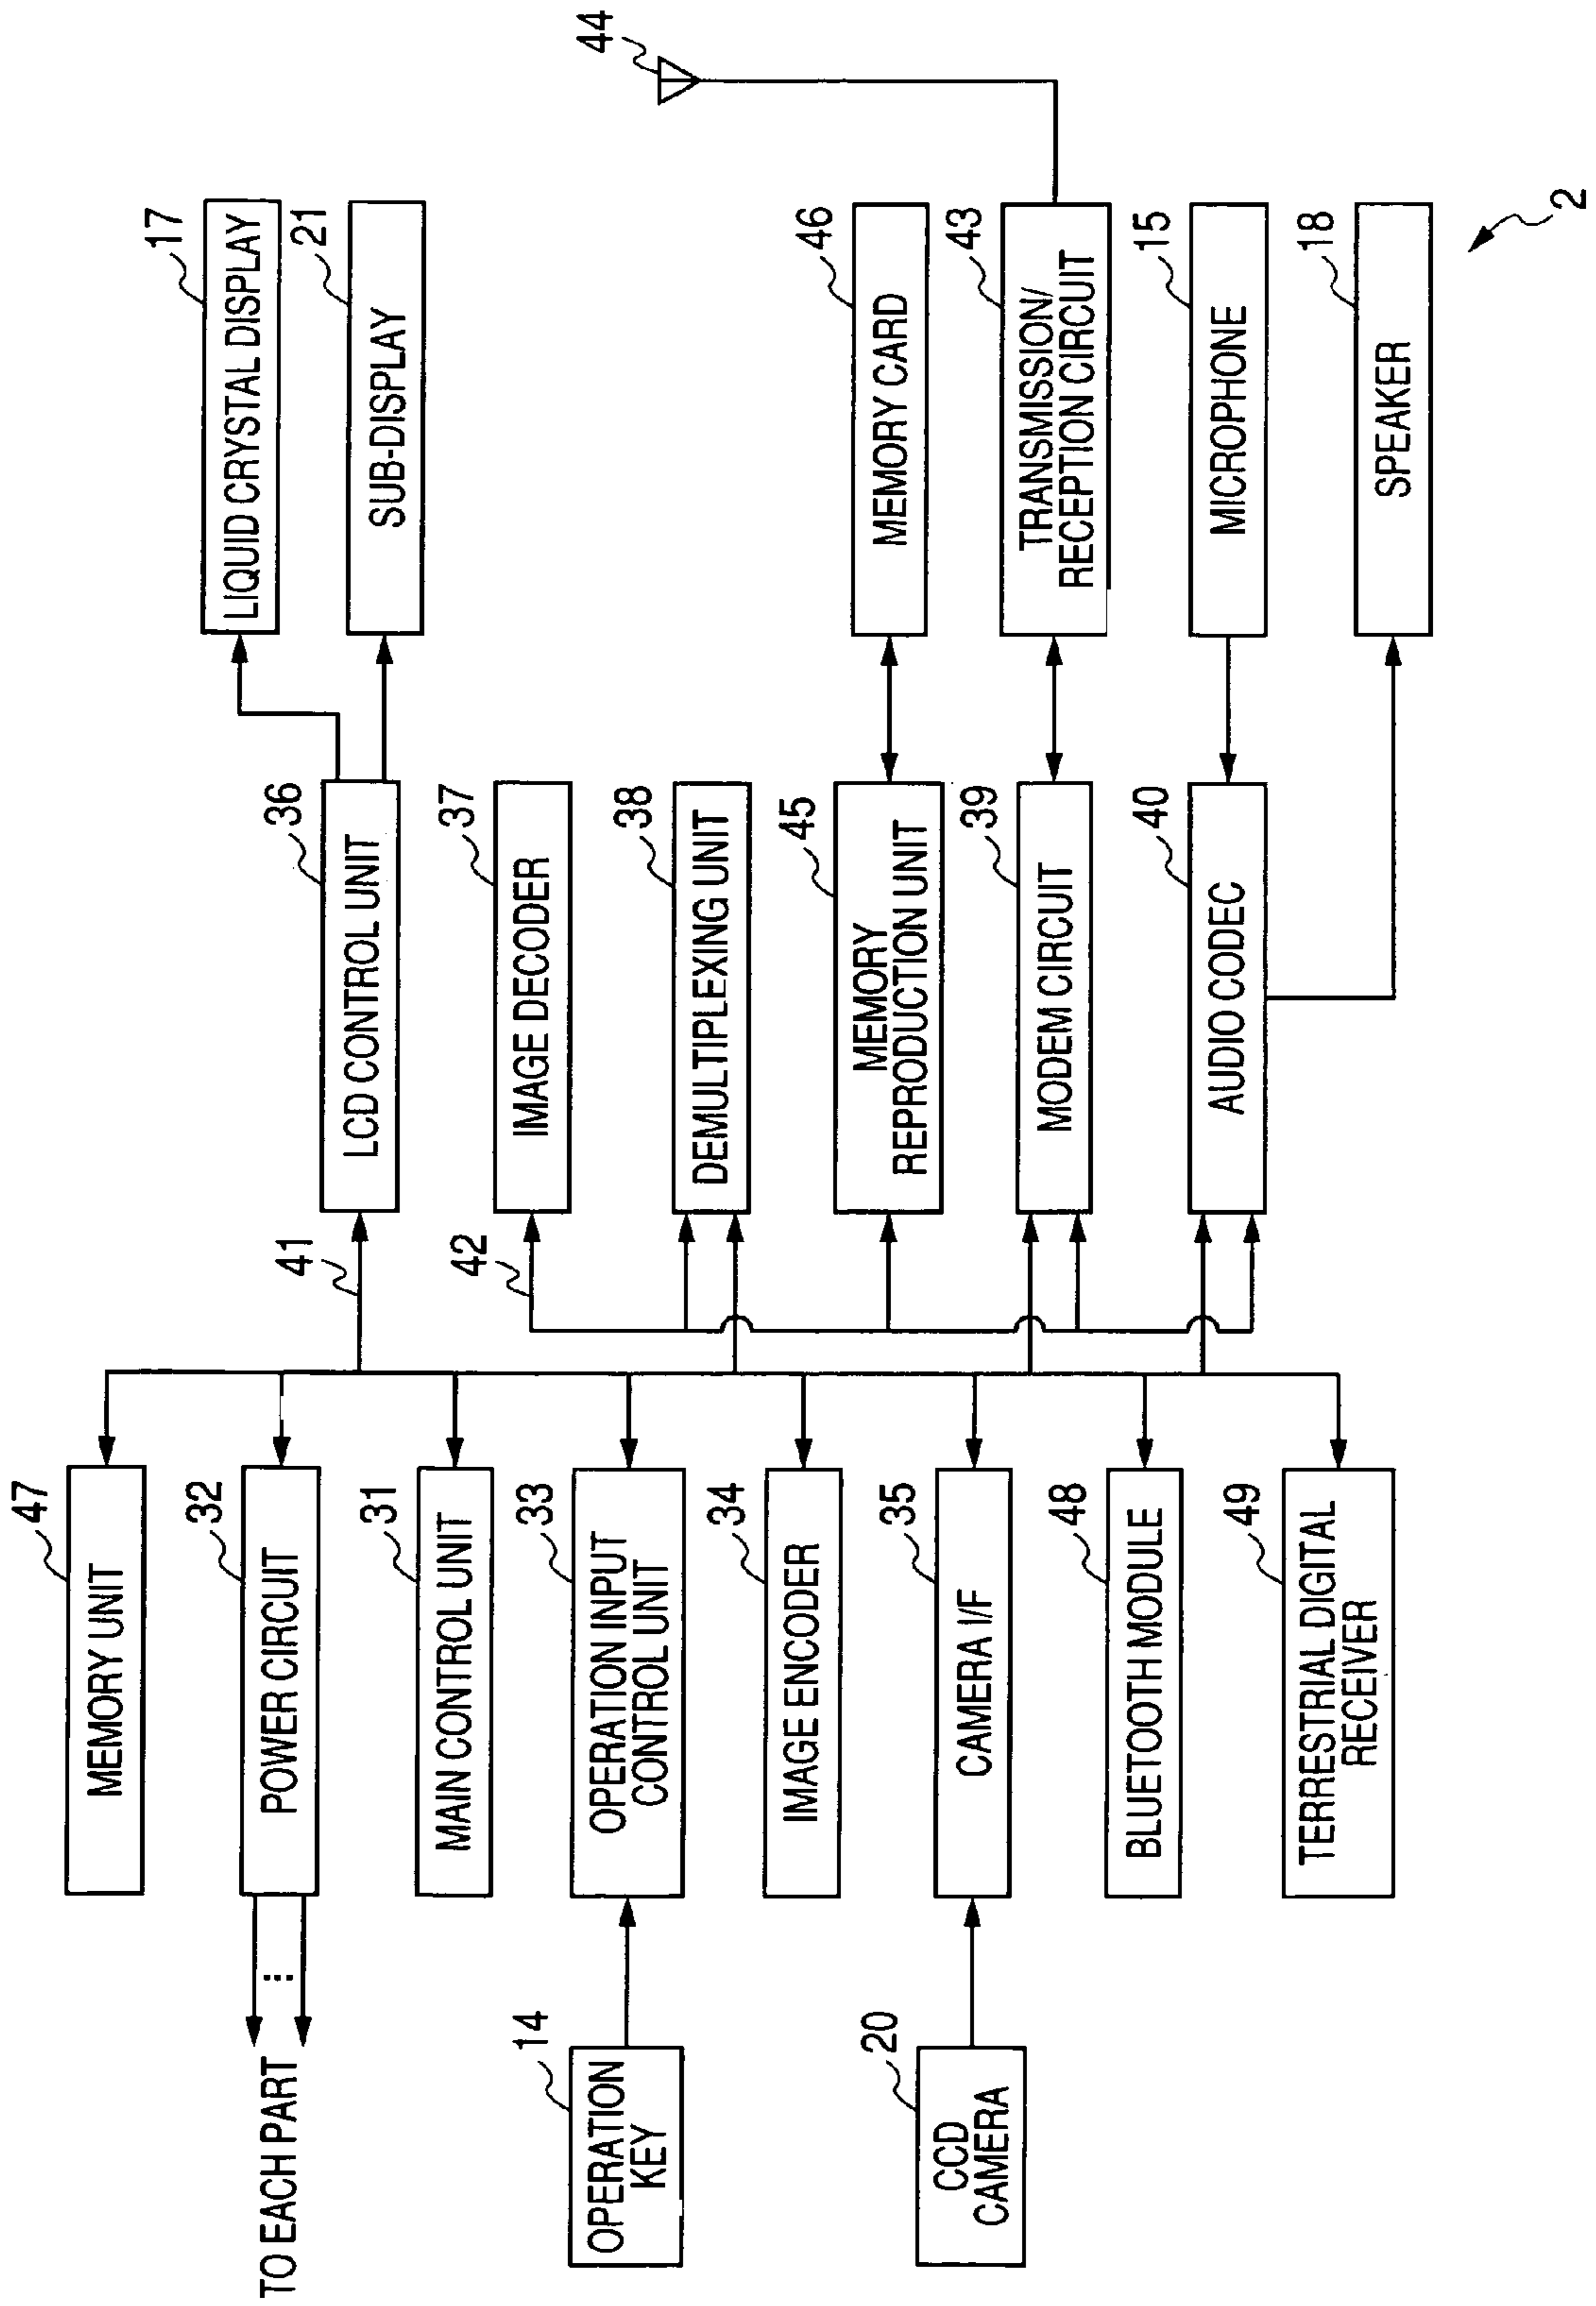 47
MEMORY UNIT
TO EACH PART
32
POWER CIRCUIT
31
MAIN CONTROL UNIT
14
OPERATION
KEY
33
OPERATION INPUT
CONTROL UNIT
34
IMAGE ENCODER
20
CCD
CAMERA
35
CAMERA I/F
48
BLUETOOTH MODULE
49
TERRESTRIAL DIGITAL
RECEIVER
41
42
36
LCD CONTROL UNIT
37
IMAGE DECODER
38
DEMULTIPLEXING UNIT
45
MEMORY
REPRODUCTION UNIT
39
MODEM CIRCUIT
40
AUDIO CODEC
17
LIQUID CRYSTAL DISPLAY
21
SUB-DISPLAY
46
MEMORY CARD
43
TRANSMISSION/
RECEPTION CIRCUIT
44
15
MICROPHONE
18
SPEAKER
2